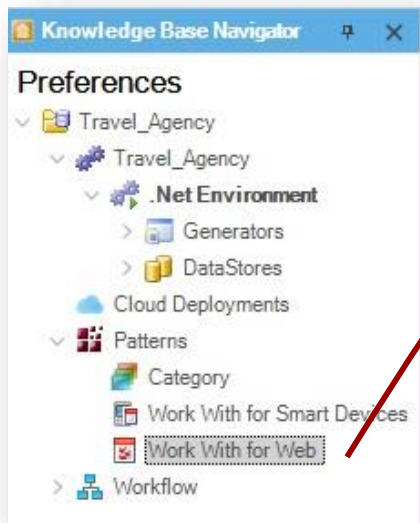 Knowledge Base Navigator
Preferences
Travel_Agency
Travel_Agency
.Net Environment
Generators
DataStores
Cloud Deployments
Patterns
Category
Work With for Smart Devices
Work With for Web
Workflow